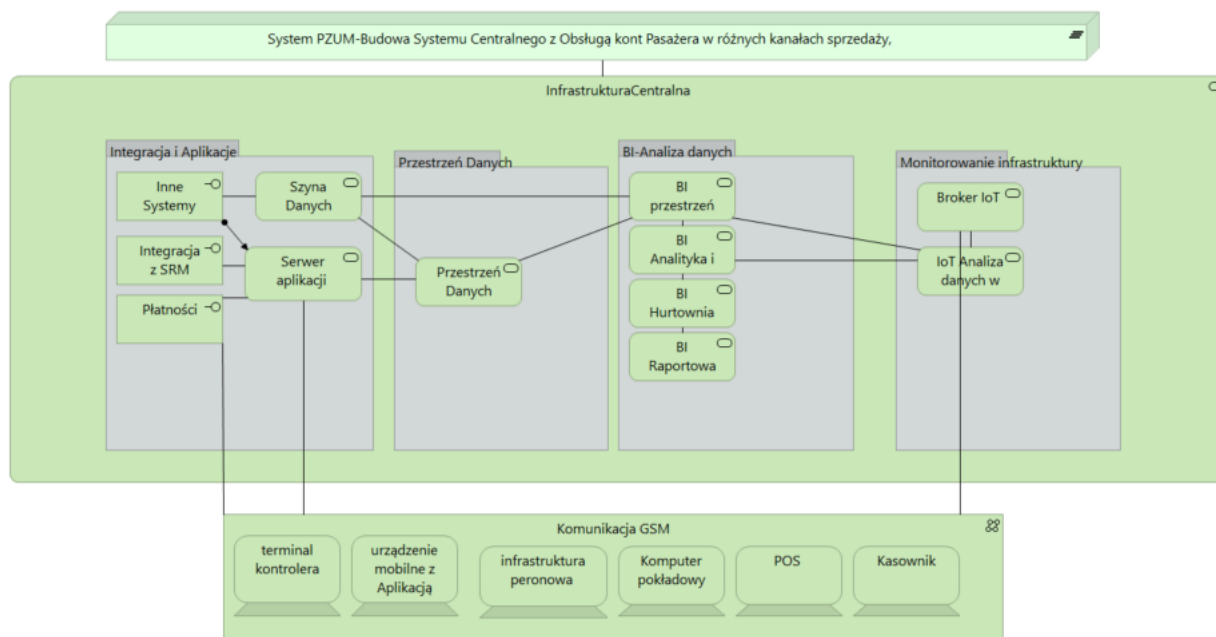 System PZUM-Budowa Systemu Centralnego z Obsługą kont Pasażera w różnych kanałach sprzedaży,
InfrastrukturaCentralna
Integracja i Aplikacje
Inne
Systemy
Szyna
Danych
Integracja
z SRM
Serwer
aplikacji
Płatności
Przestrzeń Danych
Przestrzeń
Danych
BI-Analiza danych
BI
przestrzeń
BI
Analityka i
BI
Hurtownia
BI
Raportowa
Monitorowanie infrastruktury
Broker IoT
IoT Analiza
danych w
Komunikacja GSM
terminal
kontrolera
urządzenie
mobilne z
Aplikacją
infrastruktura
peronowa
Komputer
pokładowy
POS
Kasownik